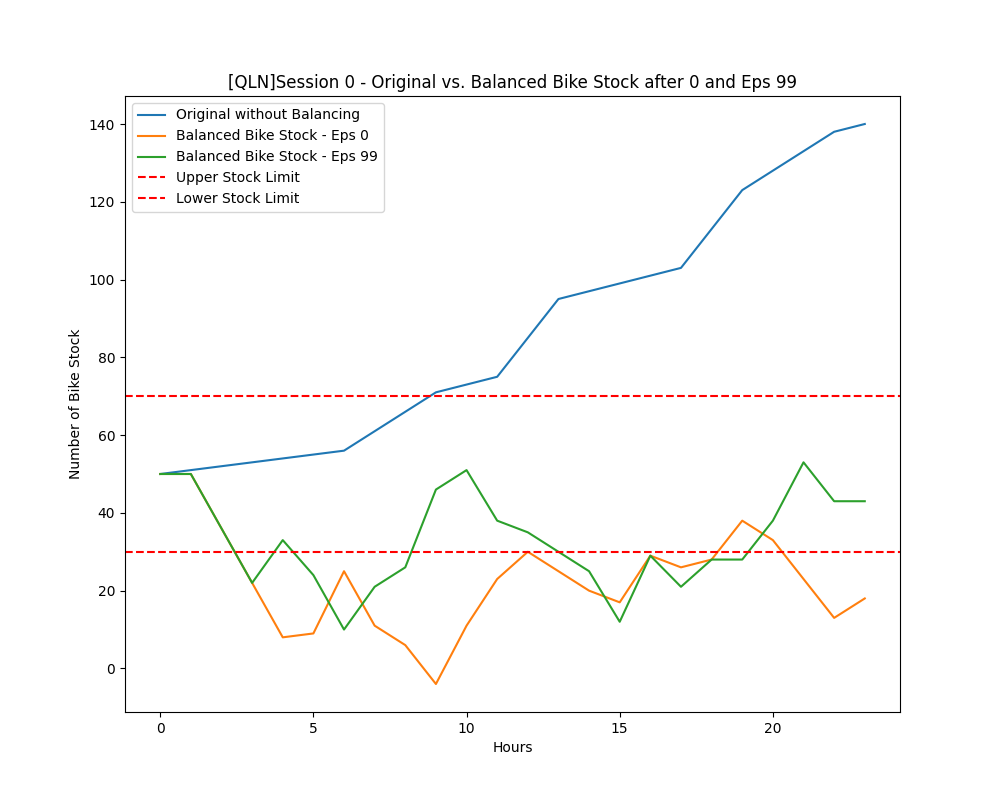 [QLN]Session 0 - Original vs. Balanced Bike Stock after 0 and Eps 99
Original without Balancing
Balanced Bike Stock - Eps 0
Balanced Bike Stock - Eps 99
Upper Stock Limit
Lower Stock Limit
140
120
100
80
60
40
20
0
Number of Bike Stock
0 5 10 15 20
Hours